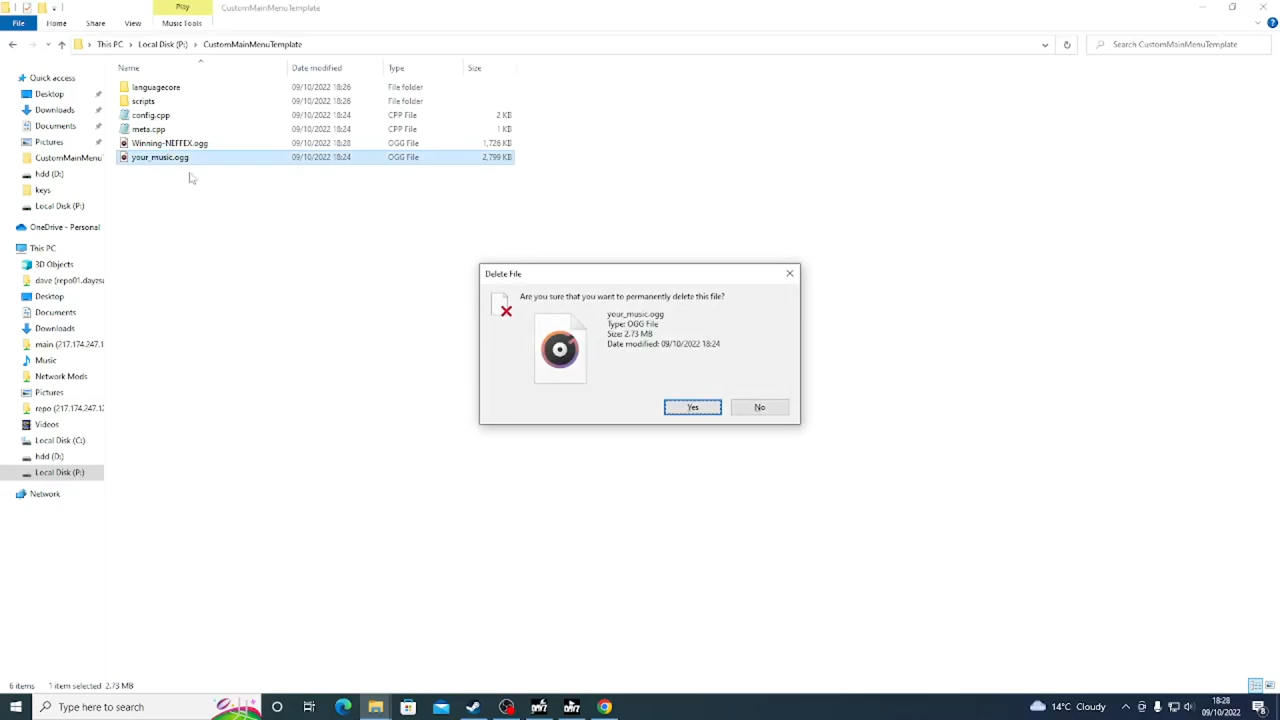 Play
CustomMainMenuTemplate
File
Home
Share
View
Music Tools
This PC
Local Disk (P:)
CustomMainMenuTemplate
Search CustomMainMenuTemplate
Name
Date modified
Type
Size
languagecore
09/10/2022 18:26
File folder
scripts
09/10/2022 18:26
File folder
config.cpp
09/10/2022 18:24
CPP File
2 KB
meta.cpp
09/10/2022 18:24
CPP File
1 KB
Winning-NEFFEX.ogg
09/10/2022 18:28
OGG File
1,726 KB
your_music.ogg
09/10/2022 18:24
OGG File
2,799 KB
Quick access
Desktop
Downloads
Documents
Pictures
CustomMainMenu
hdd (D:)
keys
Local Disk (P:)
OneDrive - Personal
This PC
3D Objects
dave (repo01.dayzs
Desktop
Documents
Downloads
main (217.174.247.1
Music
Network Mods
Pictures
repo (217.174.247.12
Videos
Local Disk (C:)
hdd (D:)
Local Disk (P:)
Network
Delete File
Are you sure that you want to permanently delete this file?
your_music.ogg
Type: OGG File
Size: 2.73 MB
Date modified: 09/10/2022 18:24
Yes
No
6 items
1 item selected 2.73 MB
Type here to search
14°C Cloudy
18:28
09/10/2022